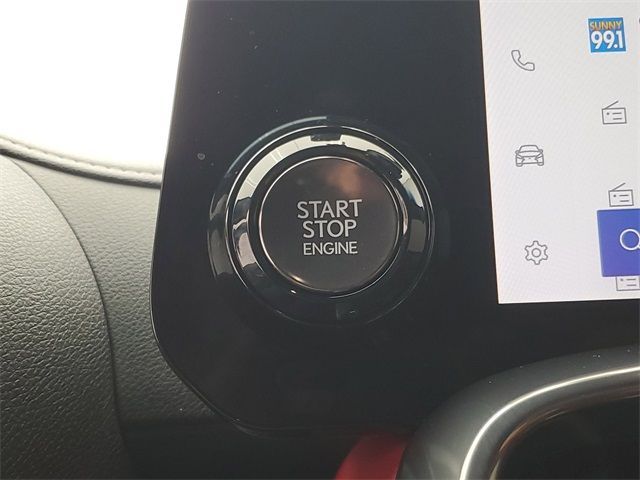 START
STOP
ENGINE
SUNNY
99.1